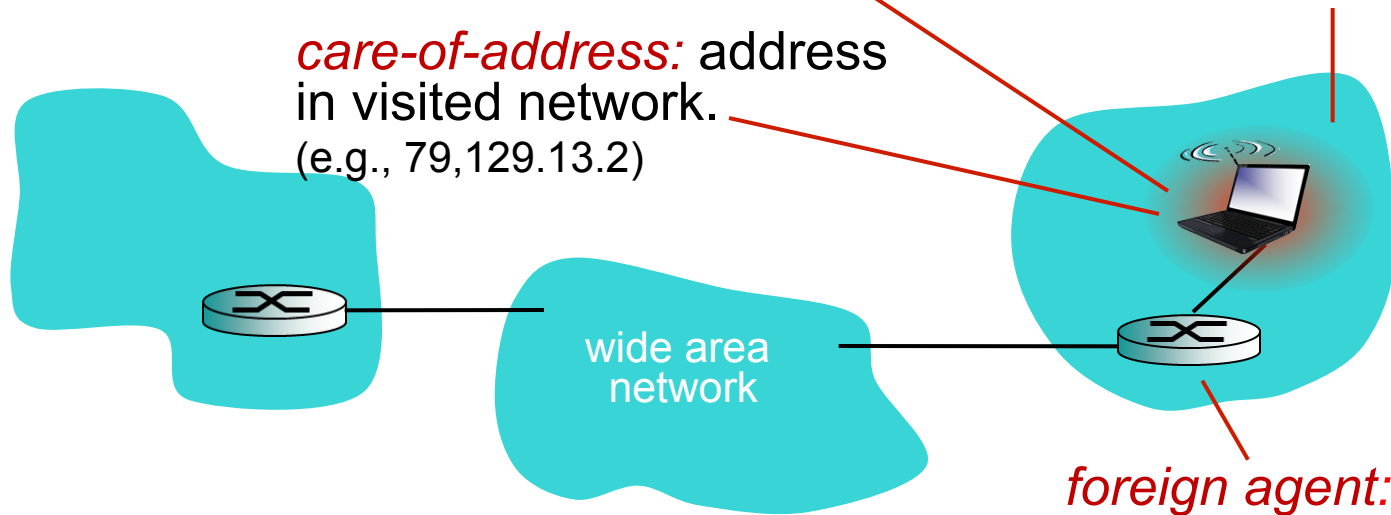 care-of-address: address
in visited network.
(e.g., 79,129.13.2)
wide area
network
foreign agent: